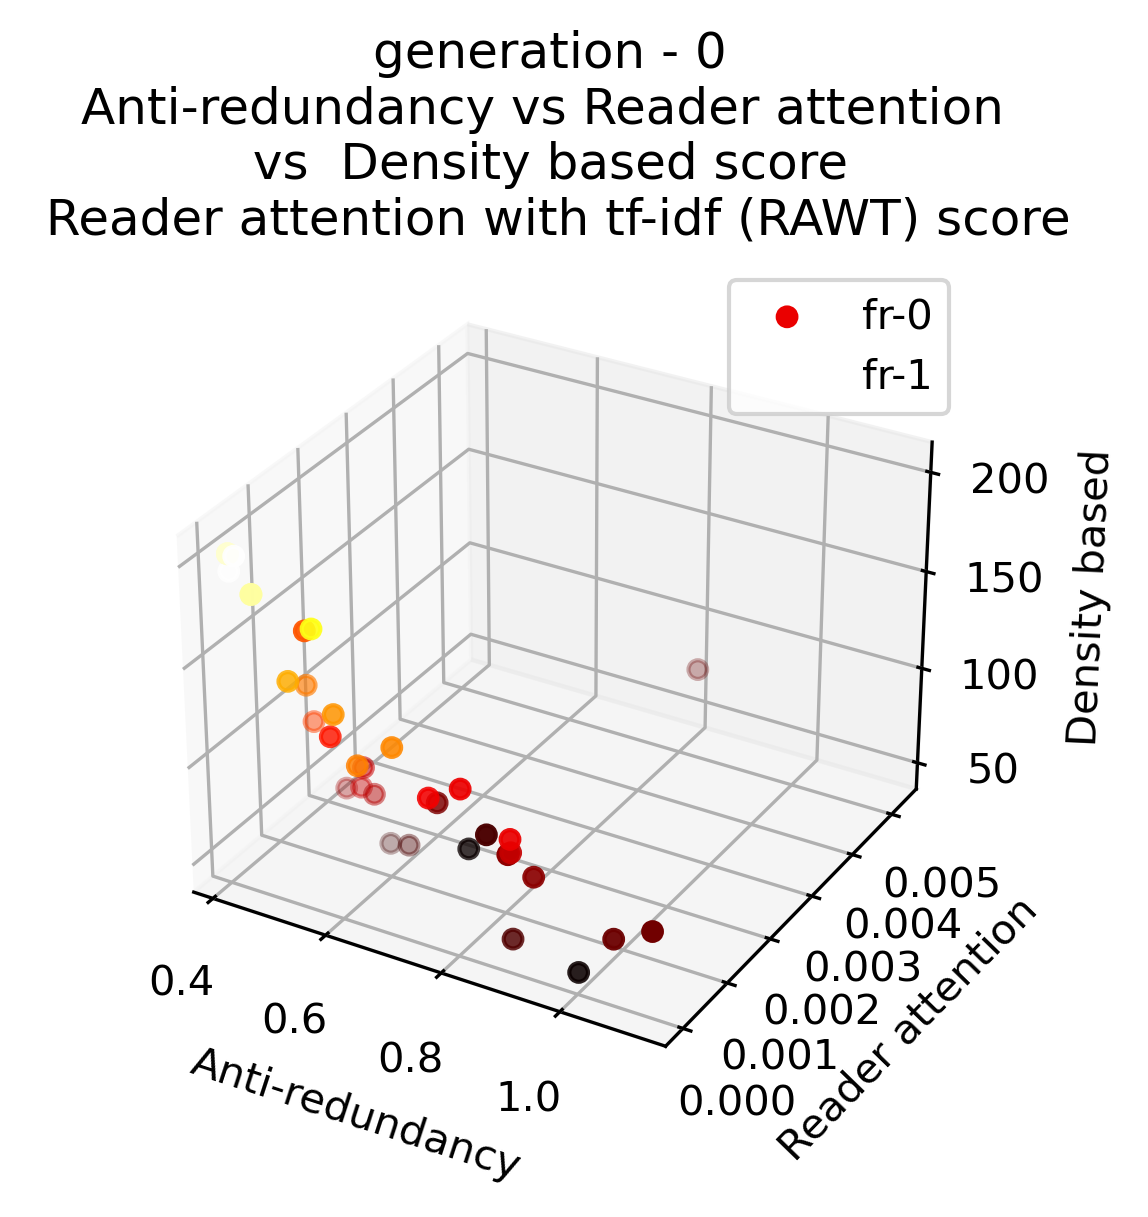 generation - 0
Anti-redundancy vs Reader attention
vs  Density based score
Reader attention with tf-idf (RAWT) score
fr-0
fr-1
200
150
100
50
Density based
0.005
0.004
0.003
0.002
0.001
0.000
Reader attention
0.4
0.6
0.8
1.0
Anti-redundancy